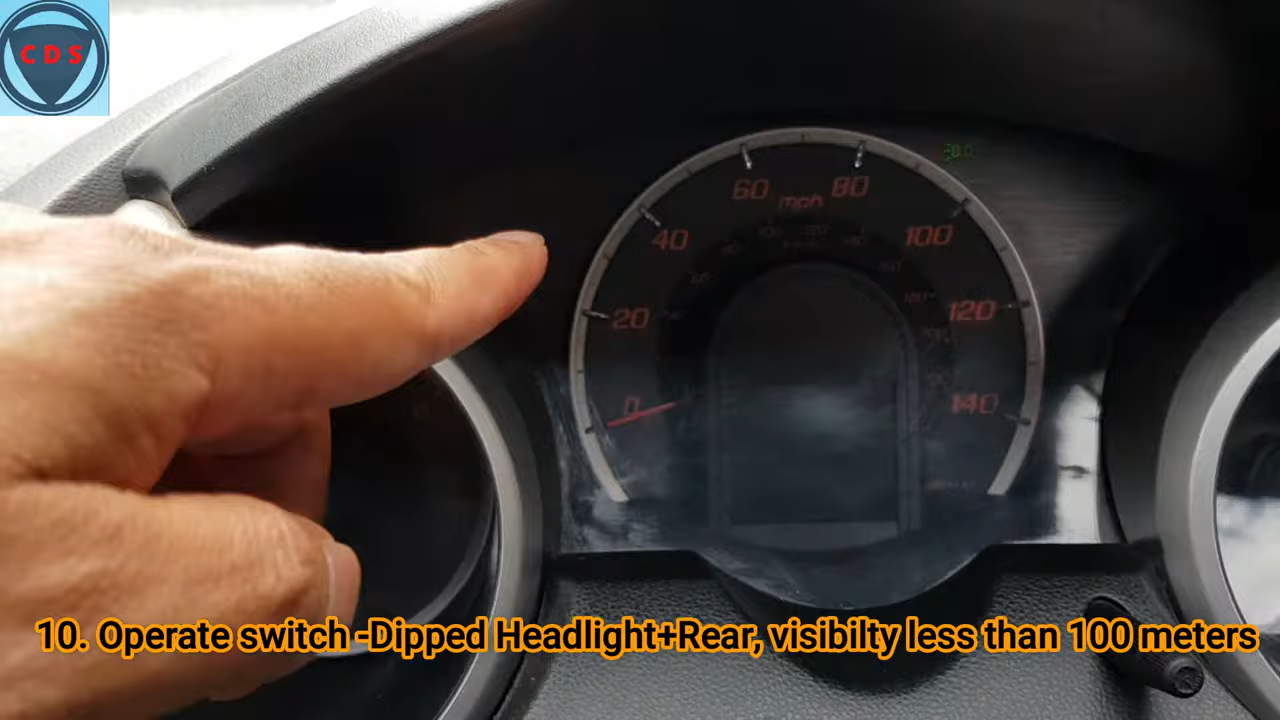 CDS
60 mph 80
40
100
20
120
0
140
10. Operate switch -Dipped Headlight+Rear, visibilty less than 100 meters